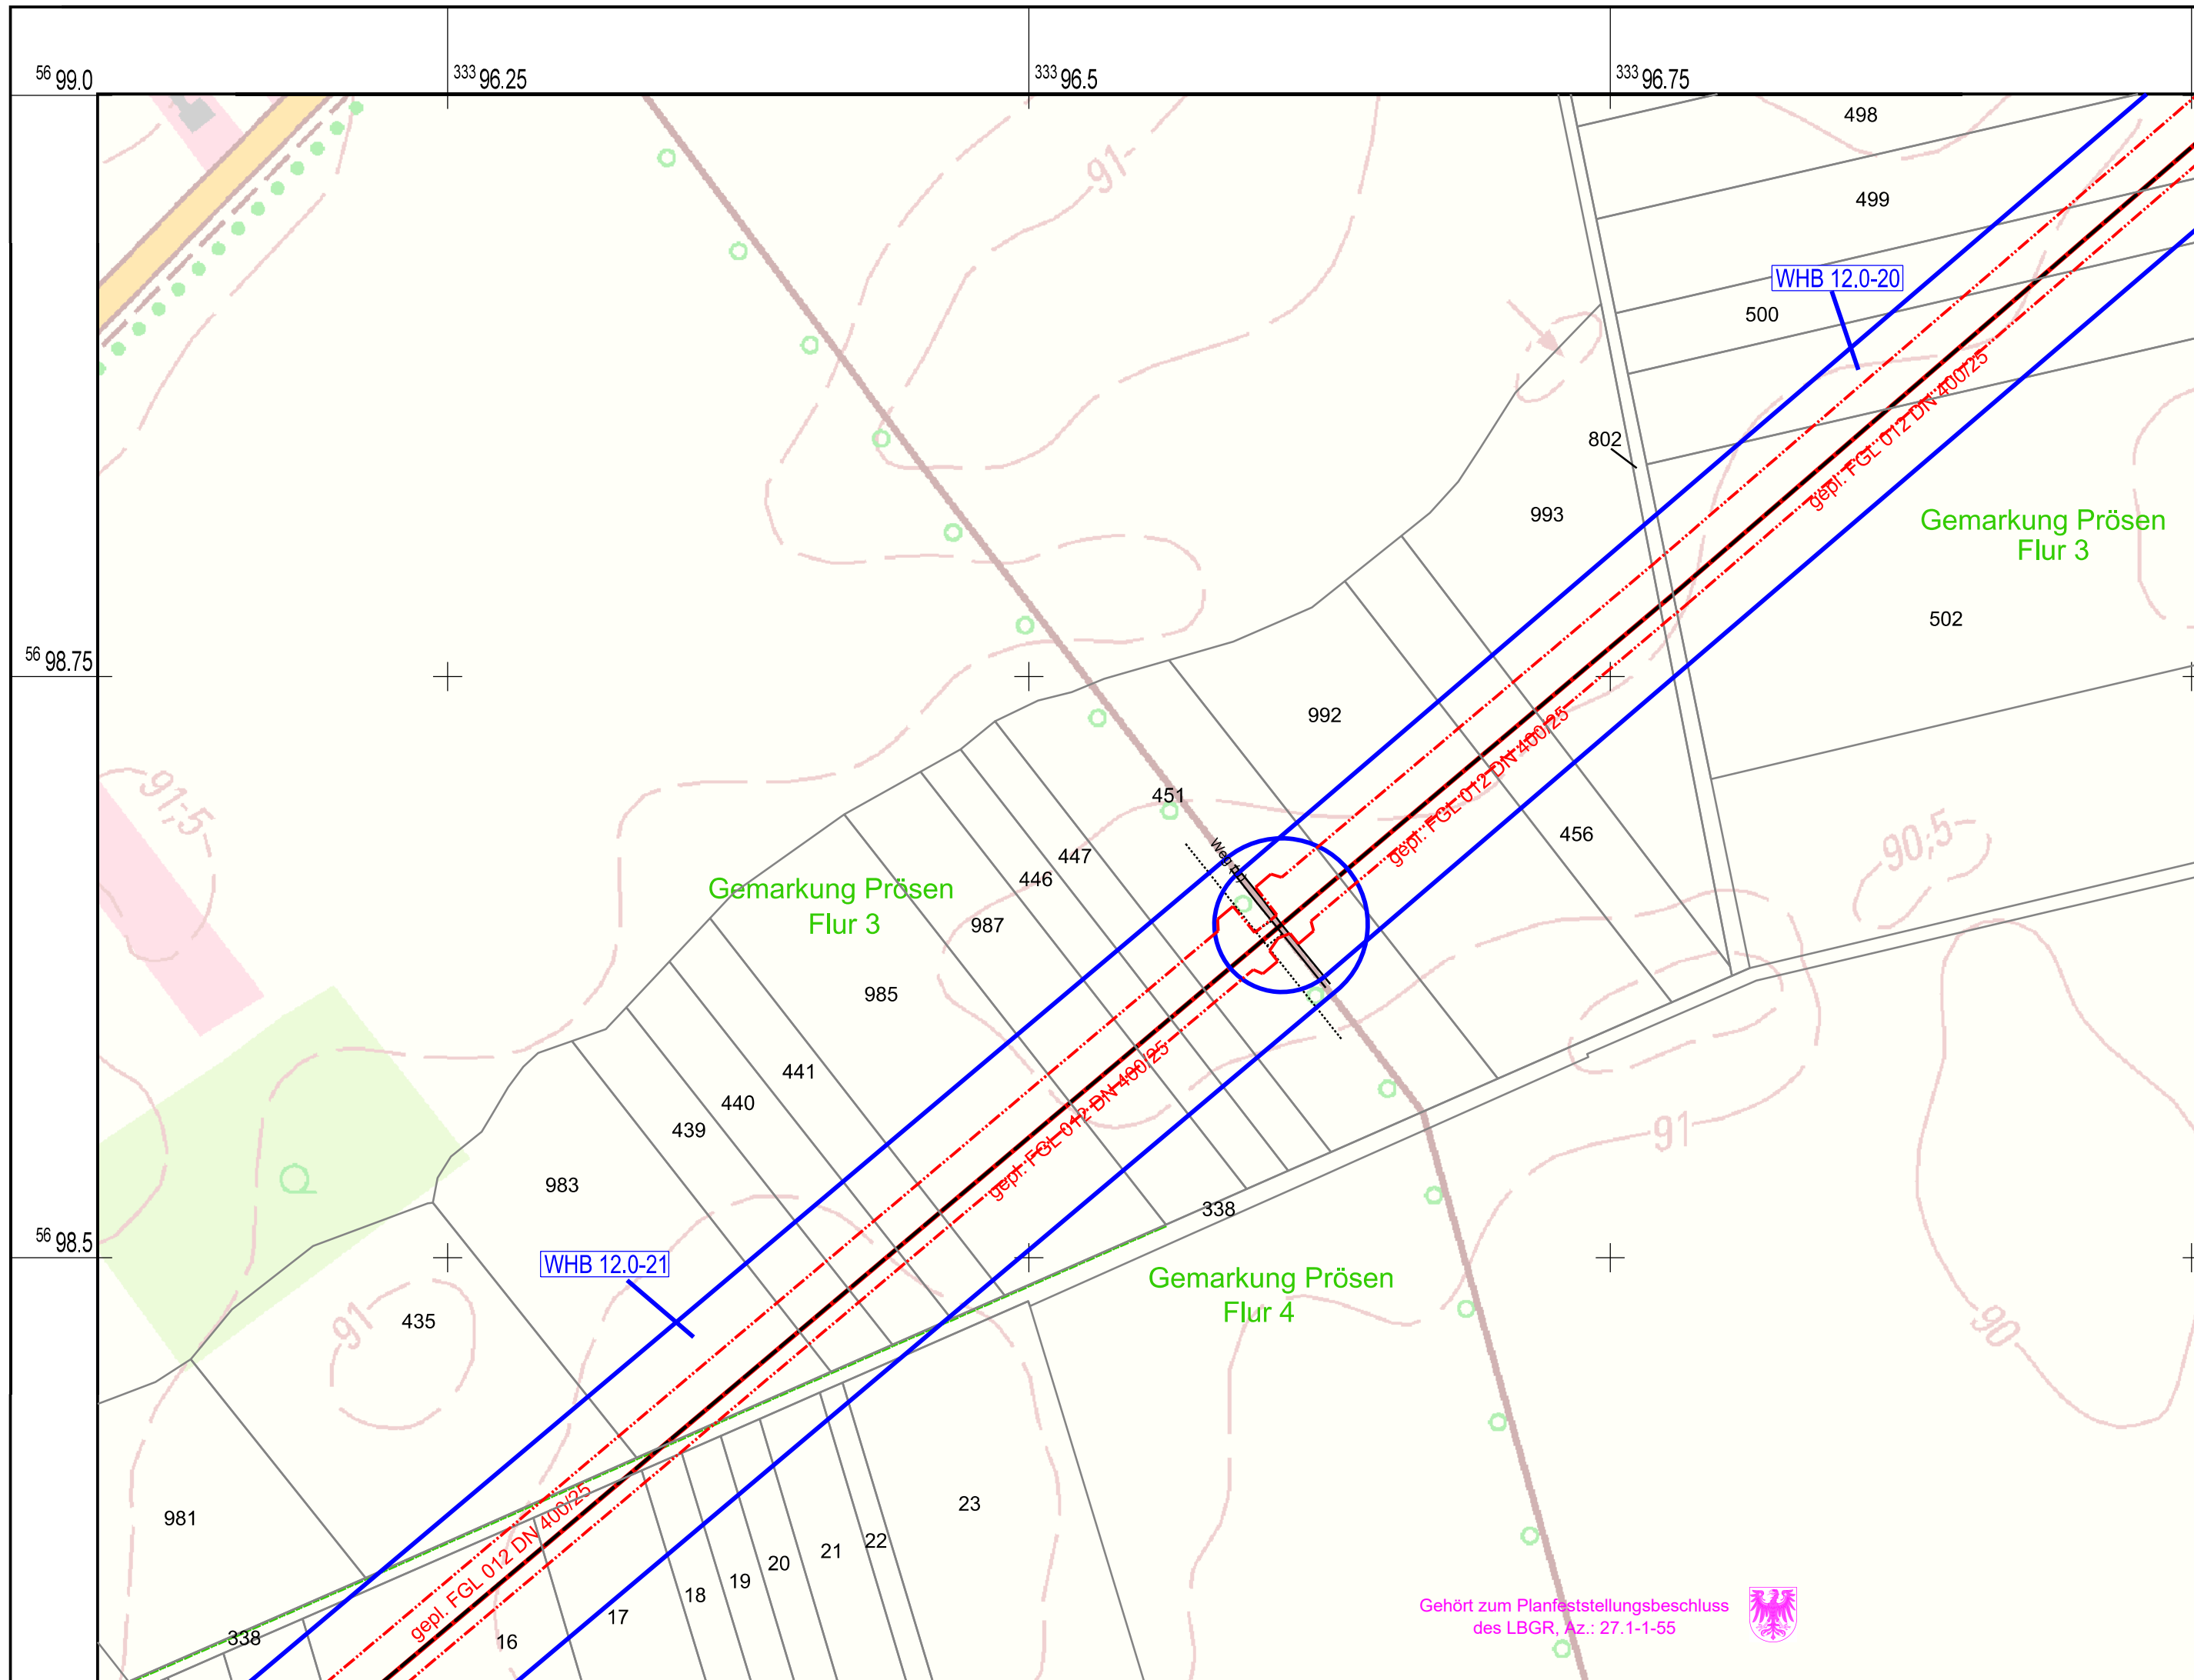 333 96.25
333 96.5
333 96.75
56 99.0
498
91
499
WHB 12.0-20
500
gepl. FGL 012 DN 400/25
802
993
Gemarkung Prösen
Flur 3
502
56 98.75
992
gepl. FGL 012 DN 400/25
91,5
451
456
90,5
447
446
Gemarkung Prösen
Flur 3
987
985
441
440
439
gepl. FGL 012 DN 400/25
91
983
338
56 98.5
WHB 12.0-21
Gemarkung Prösen
Flur 4
435
91
90
981
23
22
21
20
19
18
17
16
gepl. FGL 012 DN 400/25
338
Gehört zum Planfeststellungsbeschluss
des LBGR, Az.: 27.1-1-55